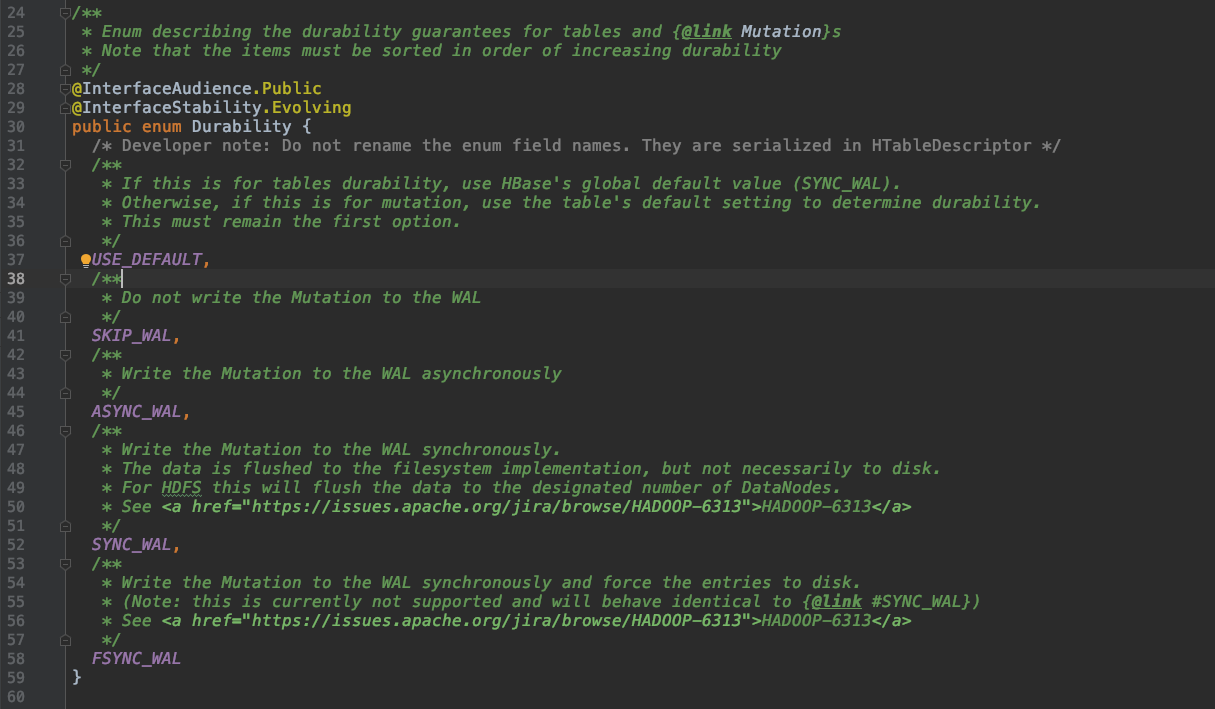 24 /**
25  * Enum describing the durability guarantees for tables and {@link Mutation}s
26  * Note that the items must be sorted in order of increasing durability
27  */
28 @InterfaceAudience.Public
29 @InterfaceStability.Evolving
30 public enum Durability {
31   /* Developer note: Do not rename the enum field names. They are serialized in HTableDescriptor */
32   /**
33    * If this is for tables durability, use HBase's global default value (SYNC_WAL).
34    * Otherwise, if this is for mutation, use the table's default setting to determine durability.
35    * This must remain the first option.
36    */
37   USE_DEFAULT,
38   /**
39    * Do not write the Mutation to the WAL
40    */
41   SKIP_WAL,
42   /**
43    * Write the Mutation to the WAL asynchronously
44    */
45   ASYNC_WAL,
46   /**
47    * Write the Mutation to the WAL synchronously.
48    * The data is flushed to the filesystem implementation, but not necessarily to disk.
49    * For HDFS this will flush the data to the designated number of DataNodes.
50    * See <a href="https://issues.apache.org/jira/browse/HADOOP-6313">HADOOP-6313</a>
51    */
52   SYNC_WAL,
53   /**
54    * Write the Mutation to the WAL synchronously and force the entries to disk.
55    * (Note: this is currently not supported and will behave identical to {@link #SYNC_WAL})
56    * See <a href="https://issues.apache.org/jira/browse/HADOOP-6313">HADOOP-6313</a>
57    */
58   FSYNC_WAL
59 }
60